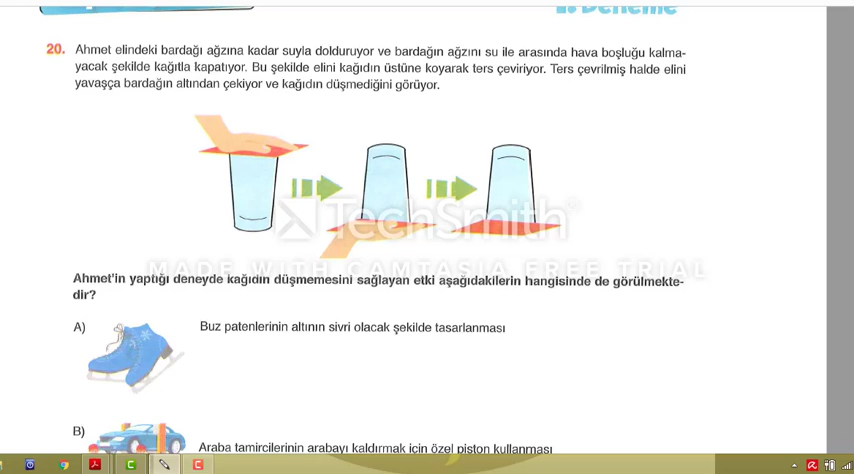 1. Deneme
20. Ahmet elindeki bardağı ağzına kadar suyla dolduruyor ve bardağın ağzını su ile arasında hava boşluğu kalma-
yacak şekilde kağıtla kapatıyor. Bu şekilde elini kağıdın üstüne koyarak ters çeviriyor. Ters çevrilmiş halde elini
yavaşça bardağın altından çekiyor ve kağıdın düşmediğini görüyor.
TechSmith®
MADE WITH CAMTASIA FREE TRIAL
Ahmet'in yaptığı deneyde kağıdın düşmemesini sağlayan etki aşağıdakilerin hangisinde de görülmekte-
dir?
A) Buz patenlerinin altının sivri olacak şekilde tasarlanması
B) Araba tamircilerinin arabayı kaldırmak için özel piston kullanması